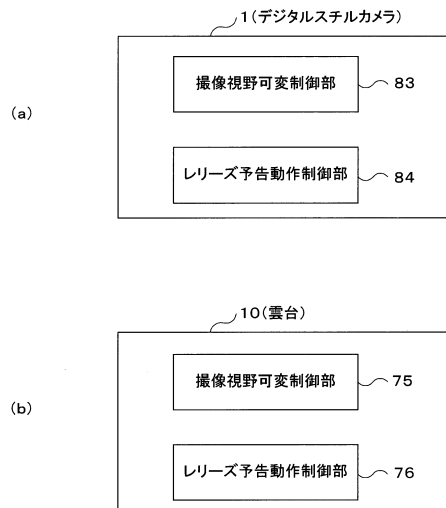 1(デジタルスチルカメラ)
(a)
撮像視野可変制御部
83
レリーズ予告動作制御部
84
10(雲台)
(b)
撮像視野可変制御部
75
レリーズ予告動作制御部
76